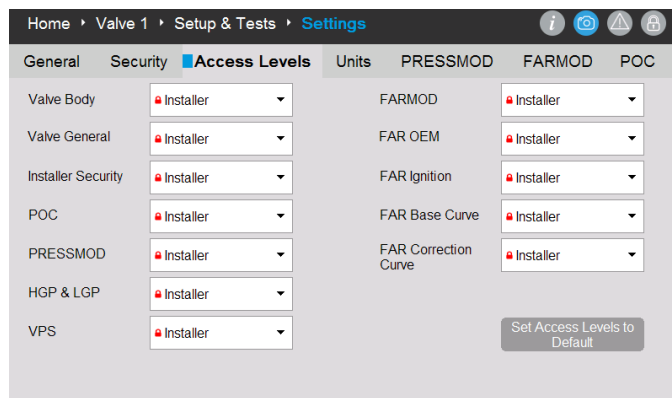 Home ‣ Valve 1 ‣ Setup & Tests ‣ Settings
General Security Access Levels Units PRESSMOD FARMOD POC
Valve Body Installer FARMOD Installer
Valve General Installer FAR OEM Installer
Installer Security Installer FAR Ignition Installer
POC Installer FAR Base Curve Installer
PRESSMOD Installer FAR Correction
Curve Installer
HGP & LGP Installer
VPS Installer Set Access Levels to
Default